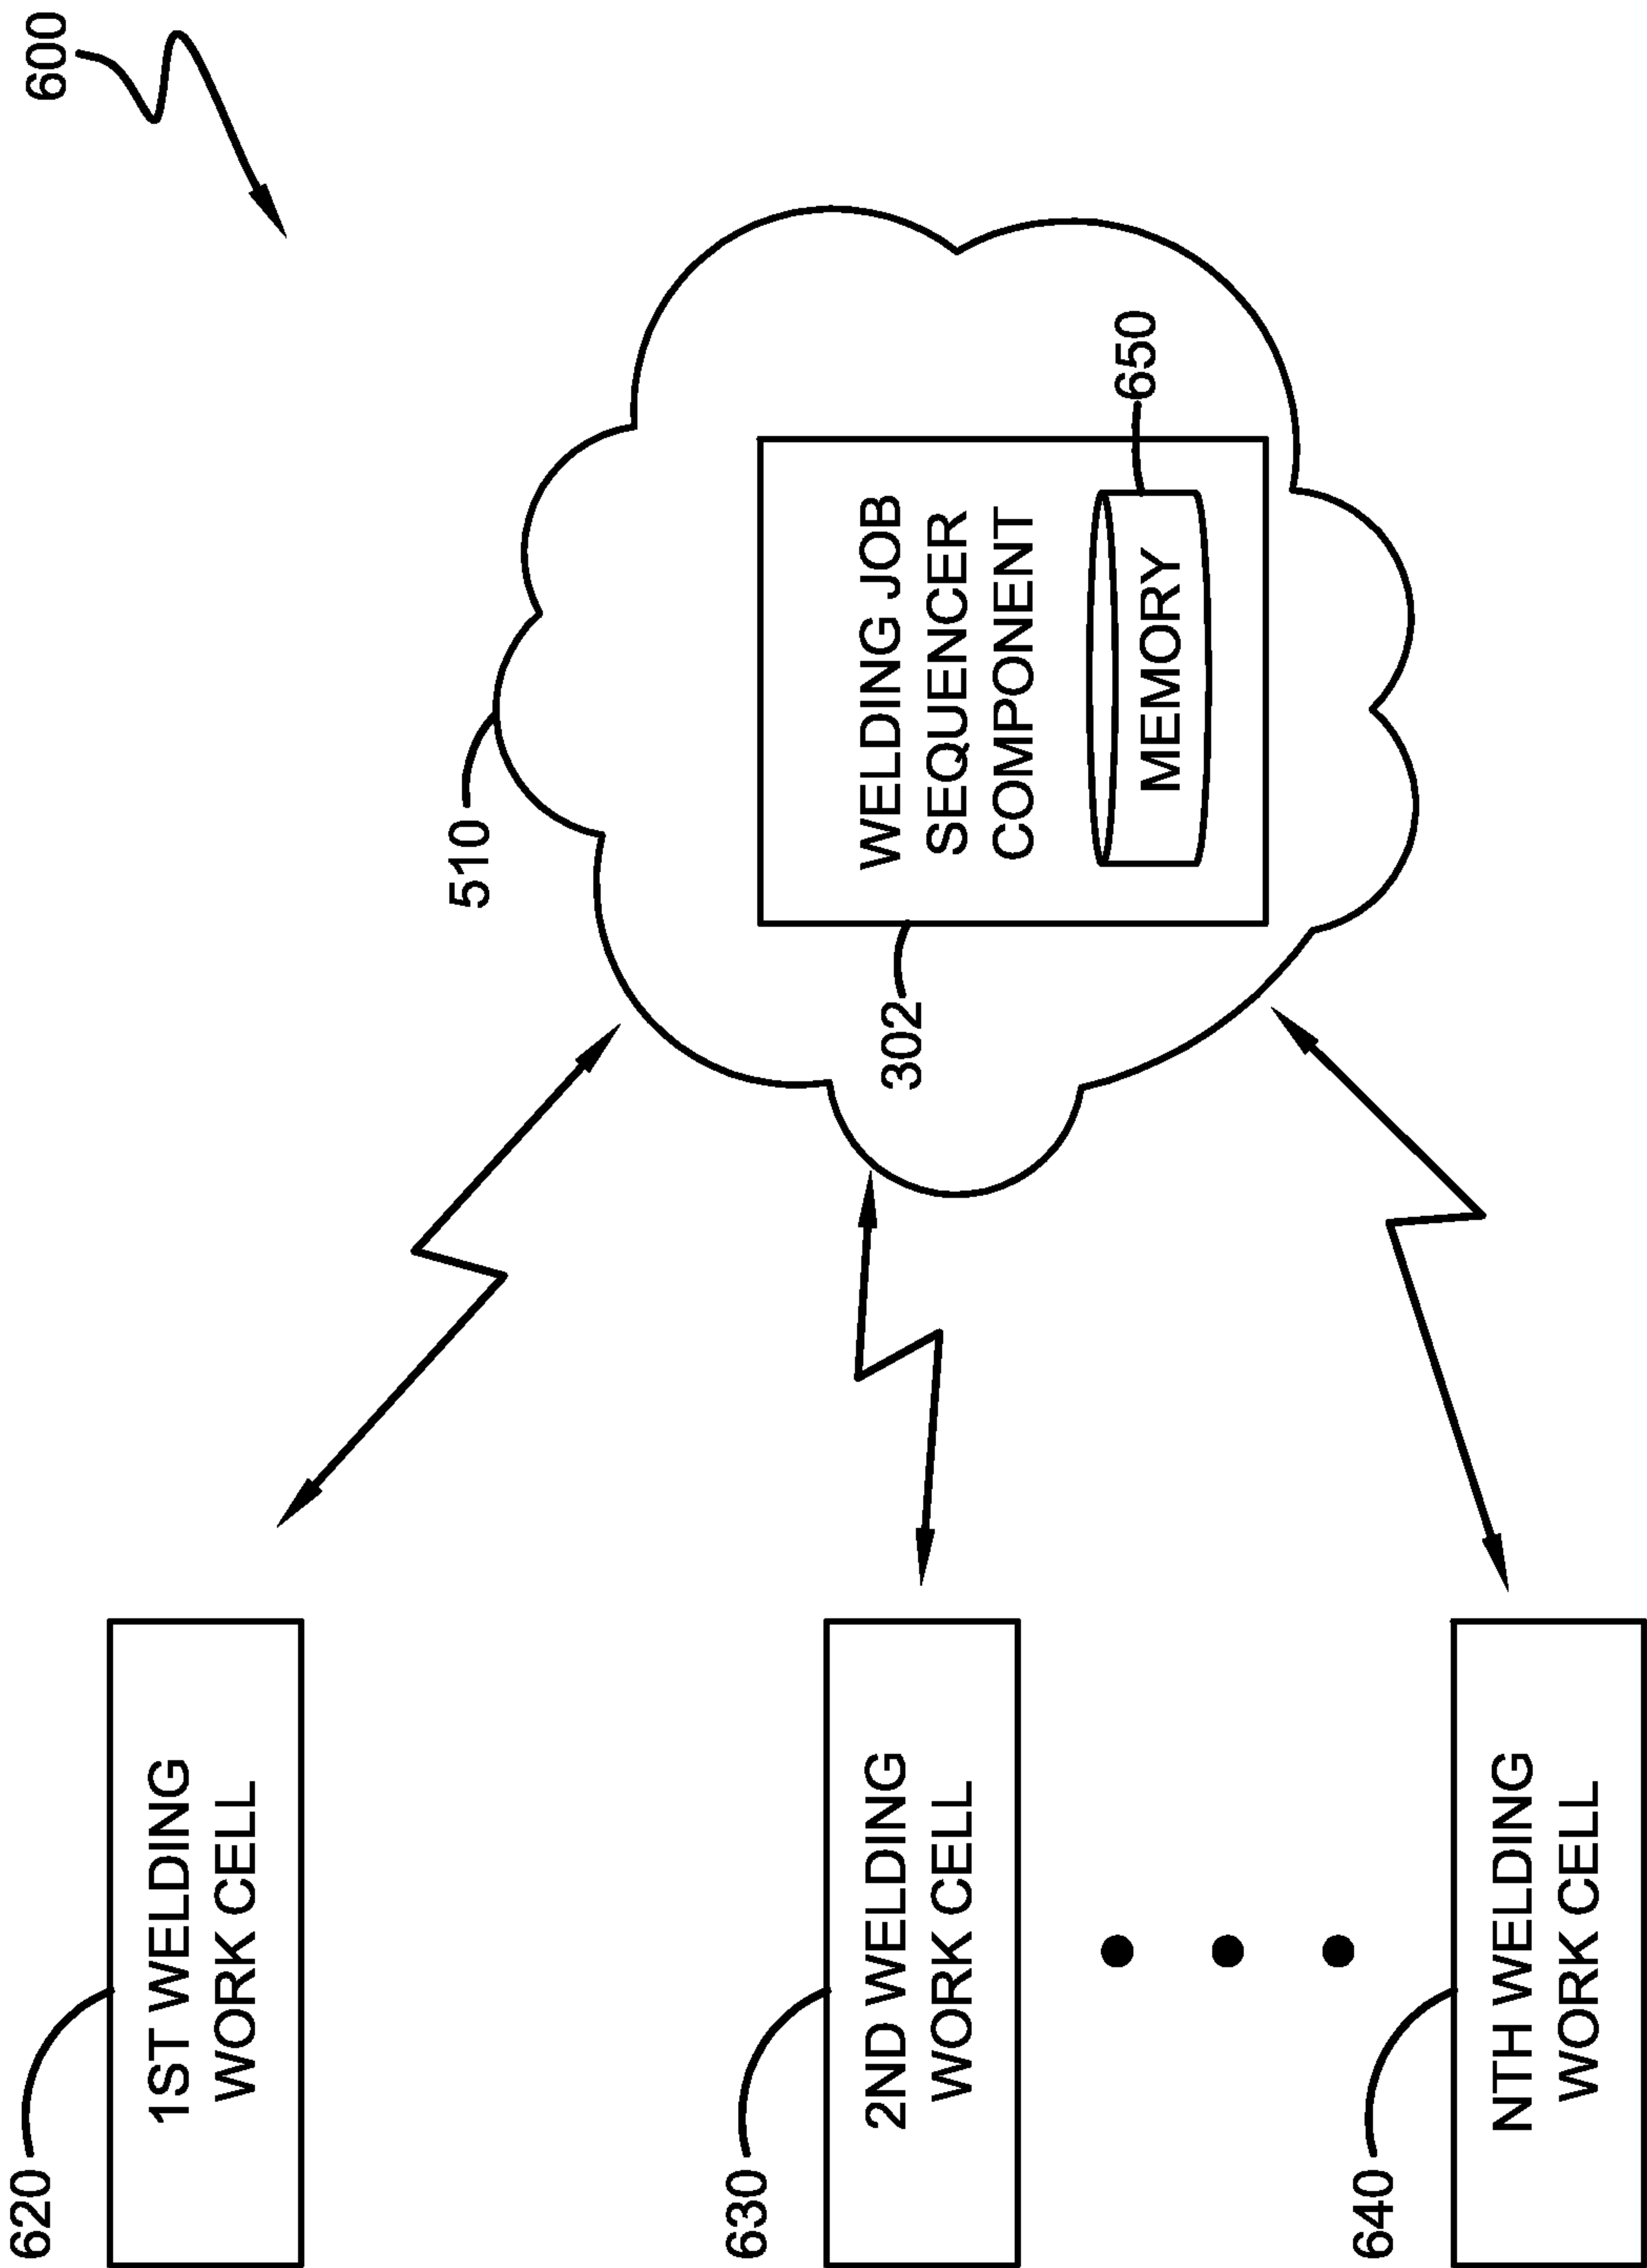 600
510
302
WELDING JOB
SEQUENCER
COMPONENT
MEMORY
650
620
1ST WELDING
WORK CELL
630
2ND WELDING
WORK CELL
640
NTH WELDING
WORK CELL